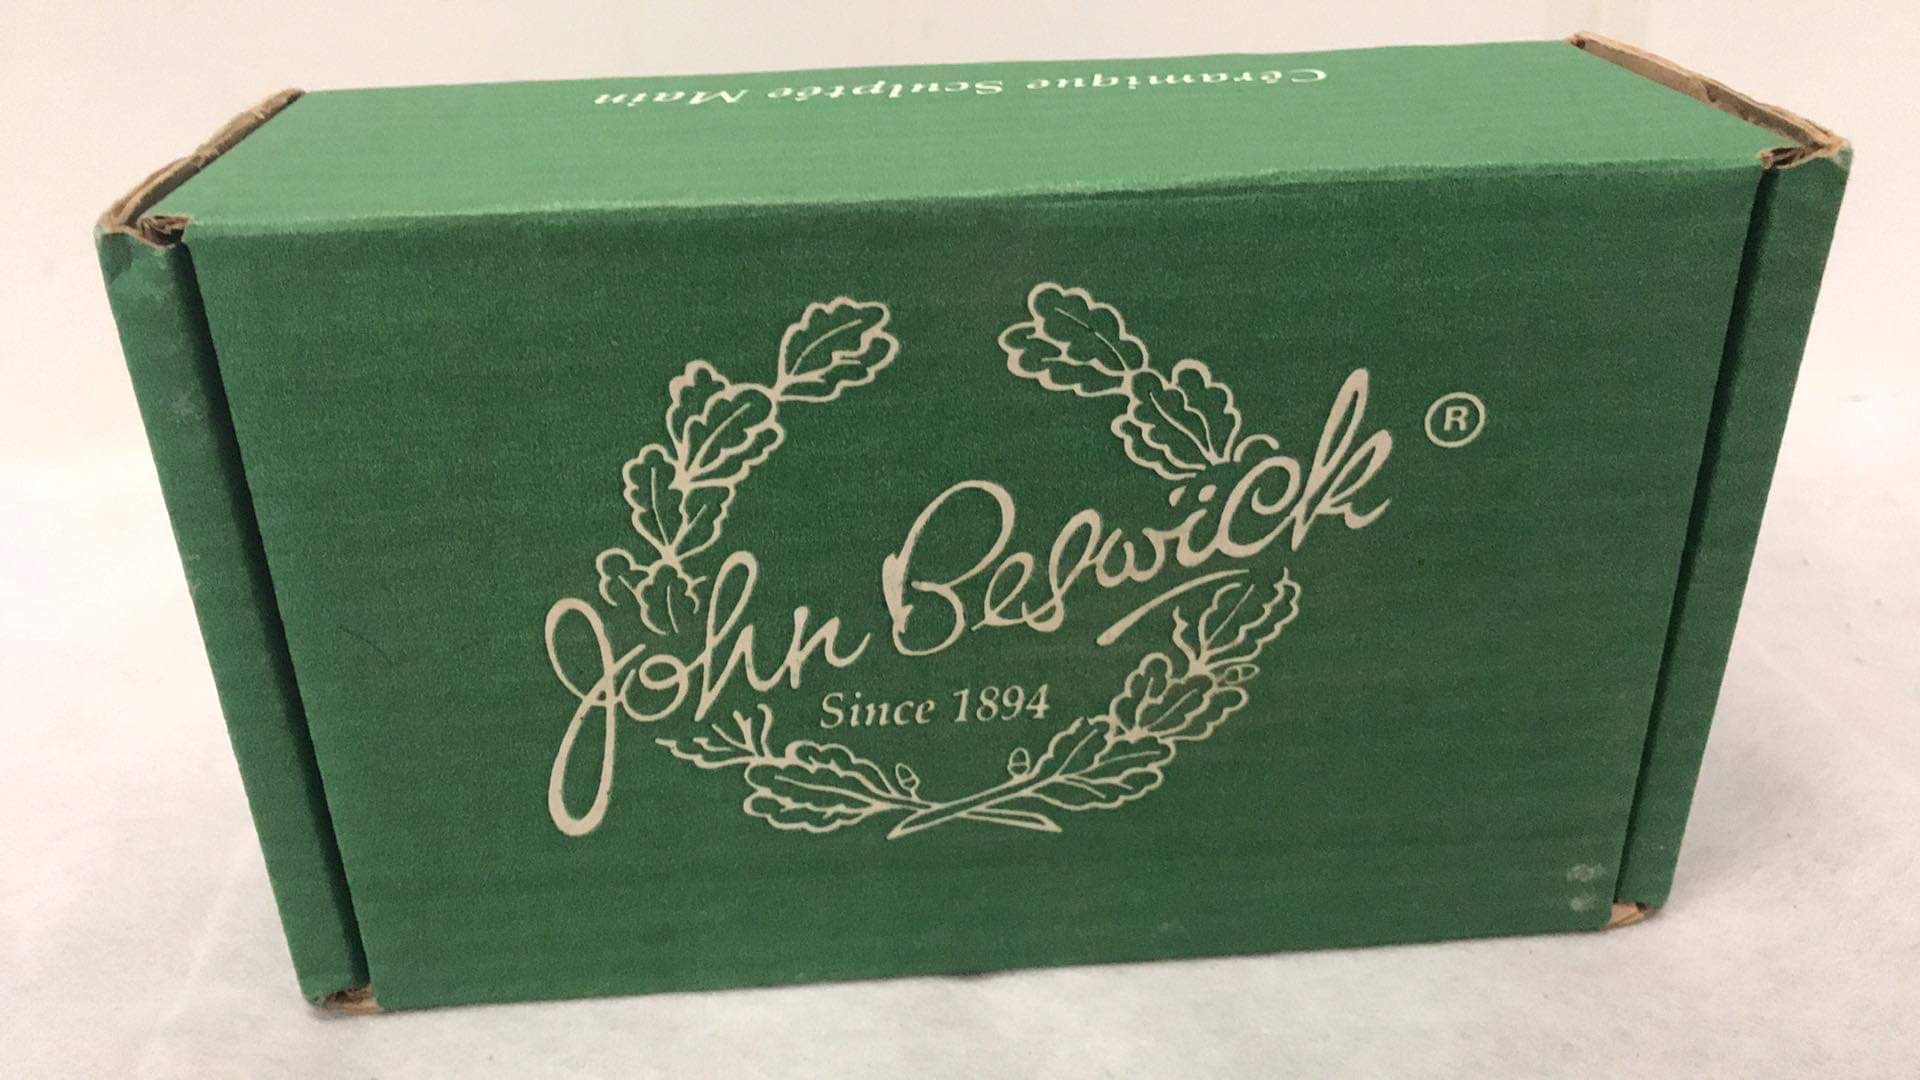 Céramique Sculptée Main
John Beswick ®
Since 1894